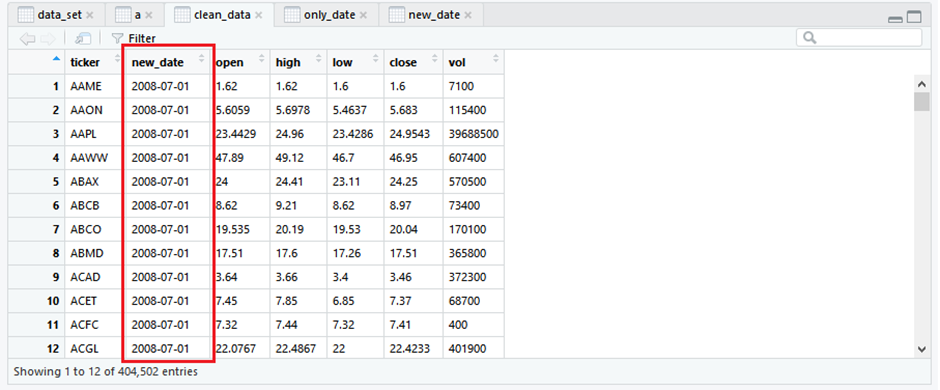 data_set a clean_data only_date new_date
Filter
ticker new_date open high low close vol
1 AAME 2008-07-01 1.62 1.62 1.6 1.6 7100
2 AAON 2008-07-01 5.6059 5.6978 5.4637 5.683 115400
3 AAPL 2008-07-01 23.4429 24.96 23.4286 24.9543 39688500
4 AAWW 2008-07-01 47.89 49.12 46.7 46.95 607400
5 ABAX 2008-07-01 24 24.41 23.11 24.25 570500
6 ABCB 2008-07-01 8.62 9.21 8.62 8.97 73400
7 ABCO 2008-07-01 19.535 20.19 19.53 20.04 170100
8 ABMD 2008-07-01 17.51 17.6 17.26 17.51 365800
9 ACAD 2008-07-01 3.64 3.66 3.4 3.46 372300
10 ACET 2008-07-01 7.45 7.85 6.85 7.37 68700
11 ACFC 2008-07-01 7.32 7.44 7.32 7.41 400
12 ACGL 2008-07-01 22.0767 22.4867 22 22.4233 401900
Showing 1 to 12 of 404,502 entries